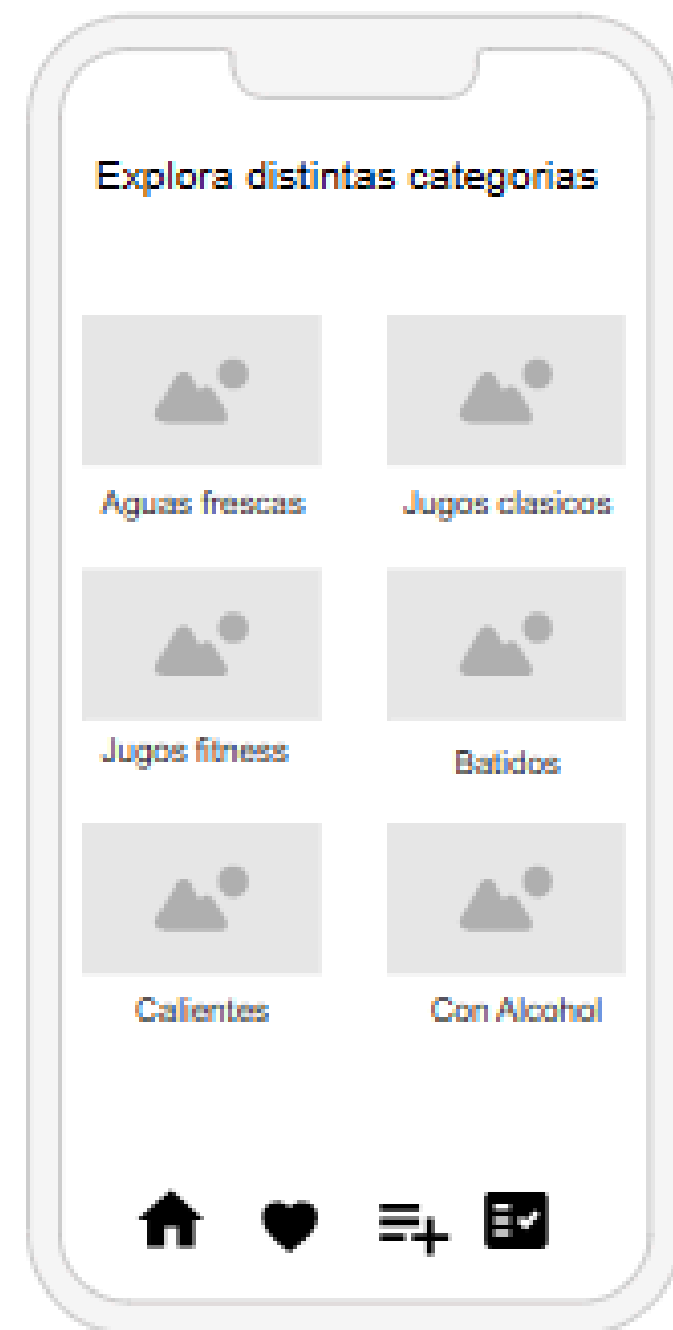 Explora distintas categorias
Aguas frescas
Jugos clasicos
Jugos fitness
Batidos
Calientes
Con Alcohol